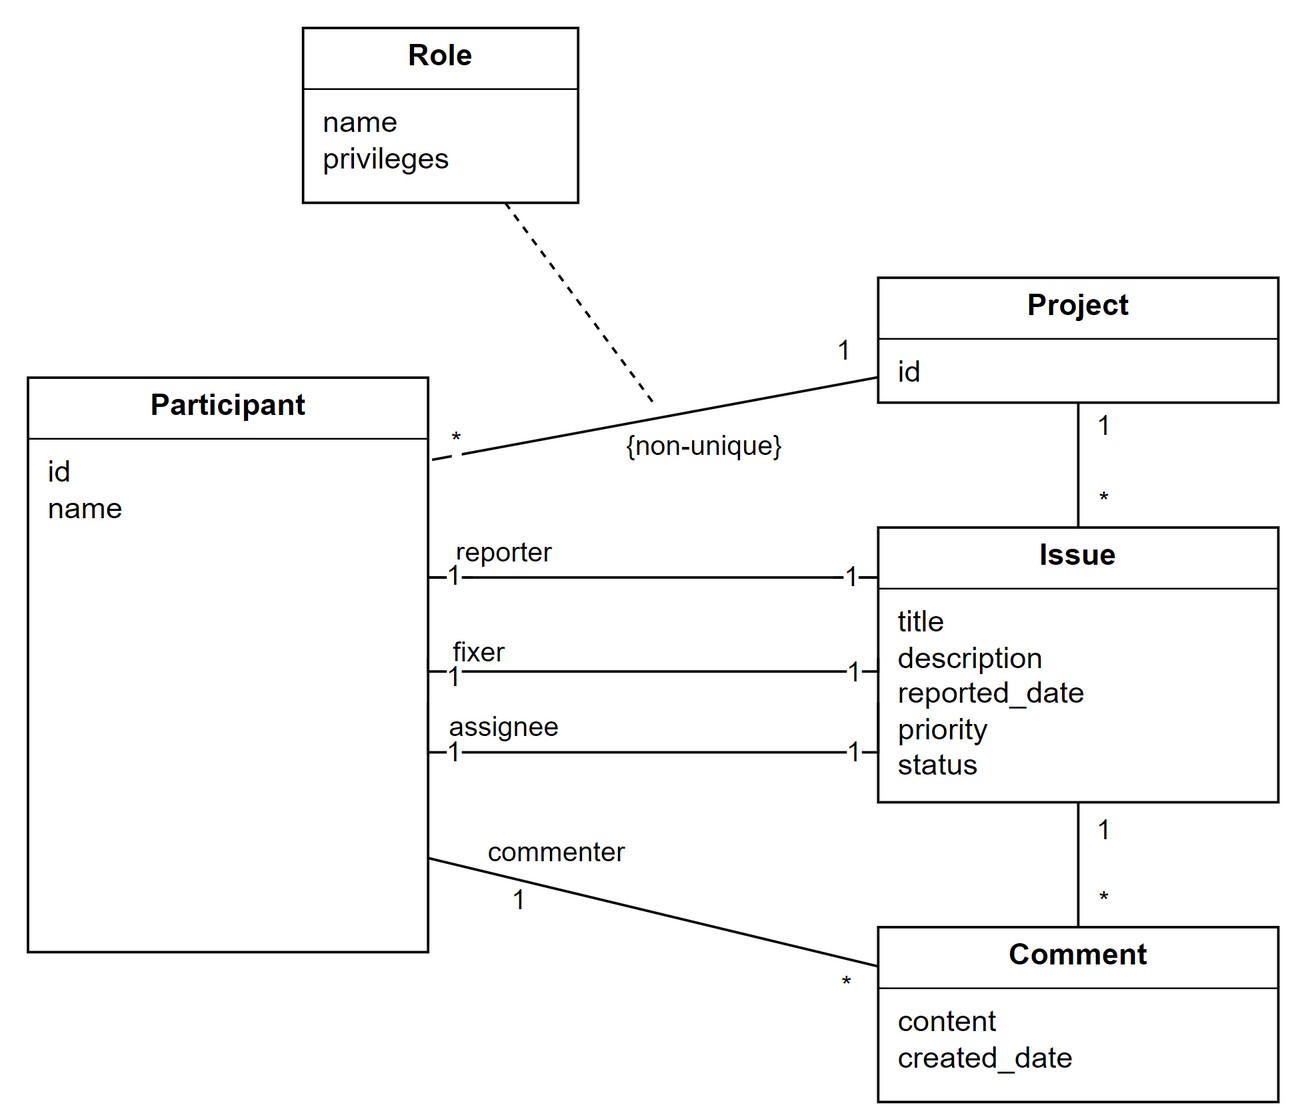 Role
name
privileges
Project
id
1
1
*
Participant
id
name
*
{non-unique}
reporter
1
1
fixer
1
1
assignee
1
1
commenter
1
*
Issue
title
description
reported_date
priority
status
1
*
Comment
content
created_date